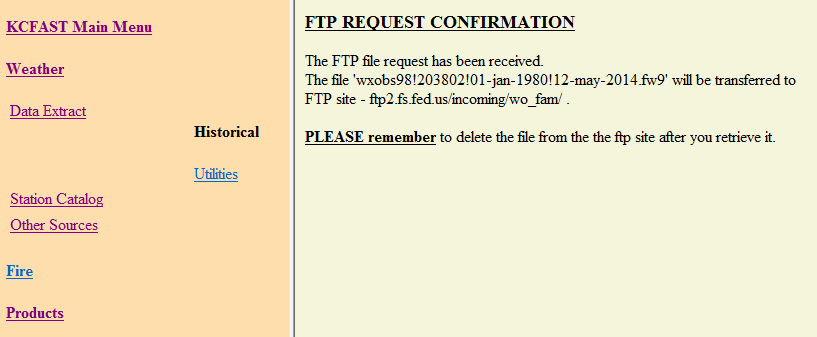 KCFAST Main Menu
Weather
Data Extract
Historical
Utilities
Station Catalog
Other Sources
Fire
Products
FTP REQUEST CONFIRMATION
The FTP file request has been received.
The file 'wxobs98!203802!01-jan-1980!12-may-2014.fw9' will be transferred to
FTP site - ftp2.fs.fed.us/incoming/wo_fam/ .
PLEASE remember to delete the file from the the ftp site after you retrieve it.